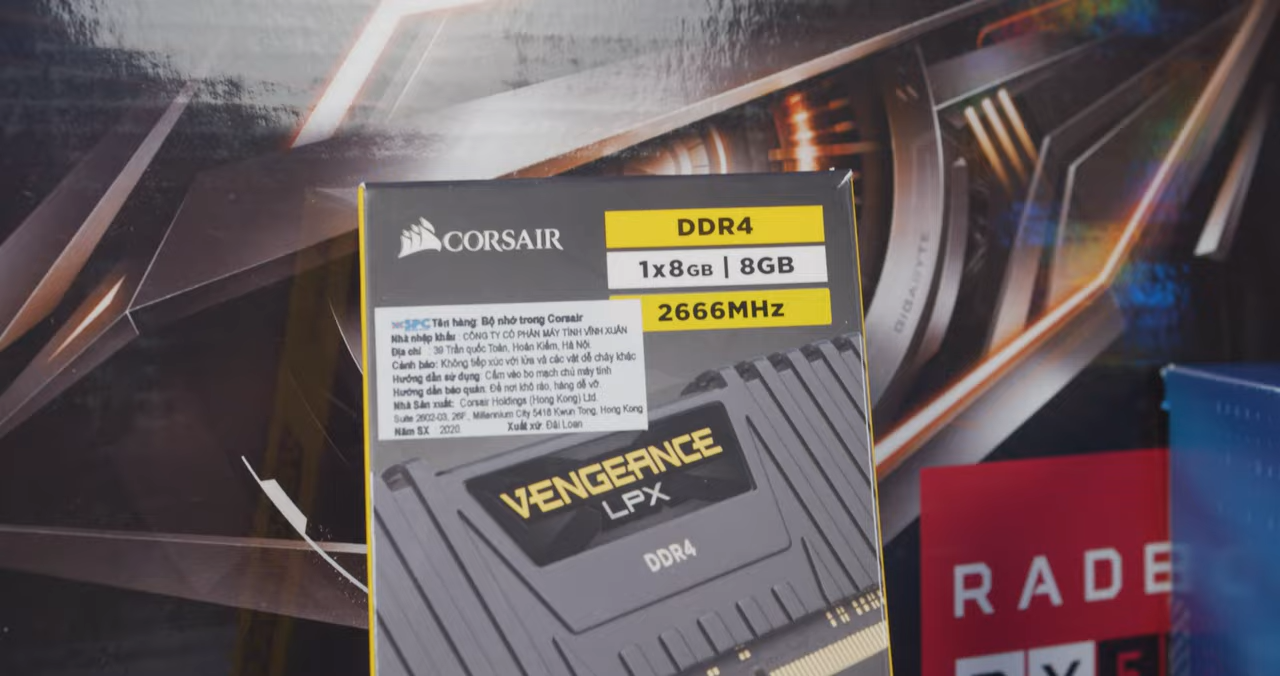 CORSAIR
DDR4
1x8GB | 8GB
2666MHz
SPC Tên hàng: Bộ nhớ trong Corsair
Nhà nhập khẩu : CÔNG TY CỔ PHẦN MÁY TÍNH VĨNH XUÂN
Địa chỉ : 39 Trần quốc Toản, Hoàn Kiếm, Hà Nội.
Cảnh báo: Không tiếp xúc với lửa và các vật dễ cháy khác
Hướng dẫn sử dụng: Cắm vào bo mạch chủ máy tính
Hướng dẫn bảo quản: Để nơi khô ráo, hàng dễ vỡ.
Nhà Sản xuất: Corsair Holdings (Hong Kong) Ltd.
Suite 2602-03, 26F, Millennium City 5418 Kwun Tong, Hong Kong
Năm SX : 2020 Xuất xứ: Đài Loan
VENGEANCE
LPX
DDR4
GIGABYTE
RADE
RX 5